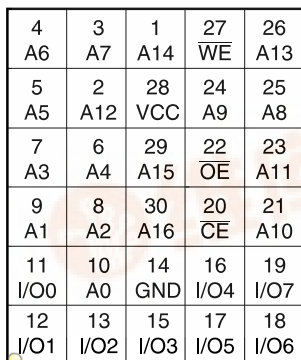 4 3 1 27 26
A6 A7 A14 W̅E̅ A13
5 2 28 24 25
A5 A12 VCC A9 A8
7 6 29 22 23
A3 A4 A15 O̅E̅ A11
9 8 30 20 21
A1 A2 A16 C̅E̅ A10
11 10 14 16 19
I/O0 A0 GND I/O4 I/O7
12 13 15 17 18
I/O1 I/O2 I/O3 I/O5 I/O6